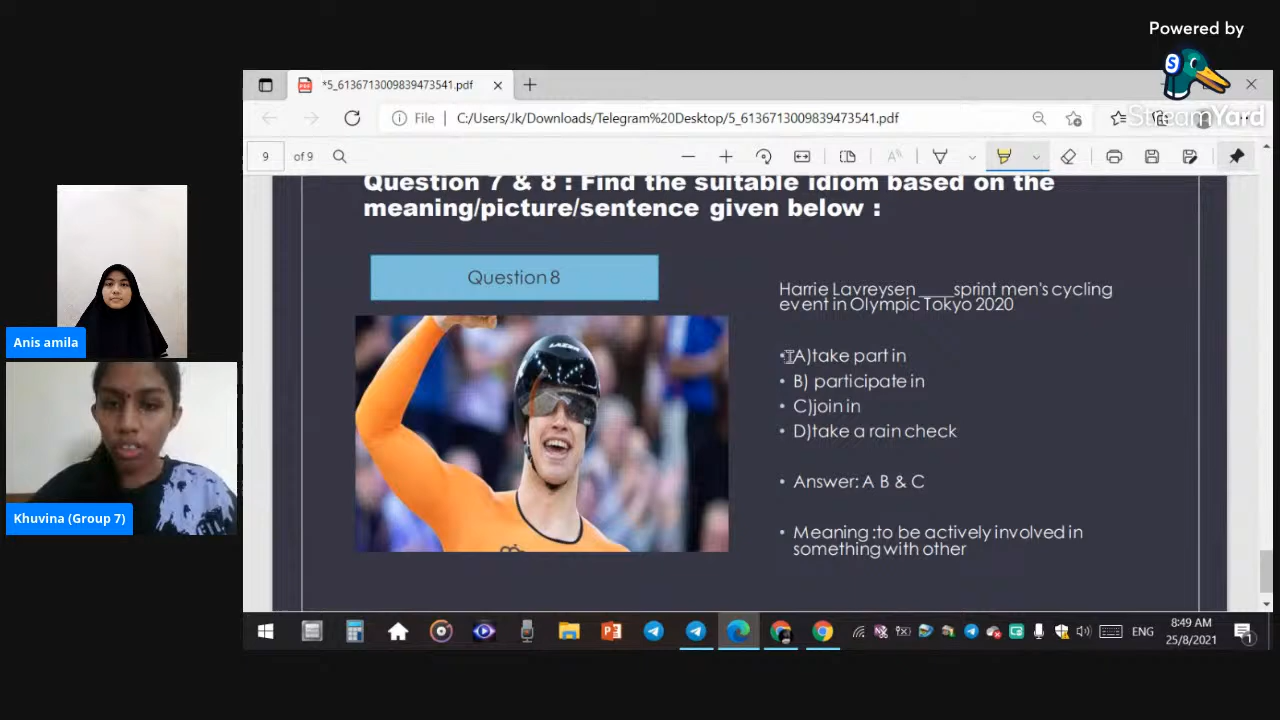 Powered by
StreamYard
*5_6136713009839473541.pdf
File
C:/Users/Jk/Downloads/Telegram%20Desktop/5_6136713009839473541.pdf
9
of 9
Question 7 & 8 : Find the suitable idiom based on the
meaning/picture/sentence given below :
Question 8
LAZER
Harrie Lavreysen ____sprint men's cycling
event in Olympic Tokyo 2020
• A)take part in
• B) participate in
• C)join in
• D)take a rain check
• Answer: A B & C
• Meaning :to be actively involved in
something with other
Anis amila
Khuvina (Group 7)
ENG
8:49 AM
25/8/2021